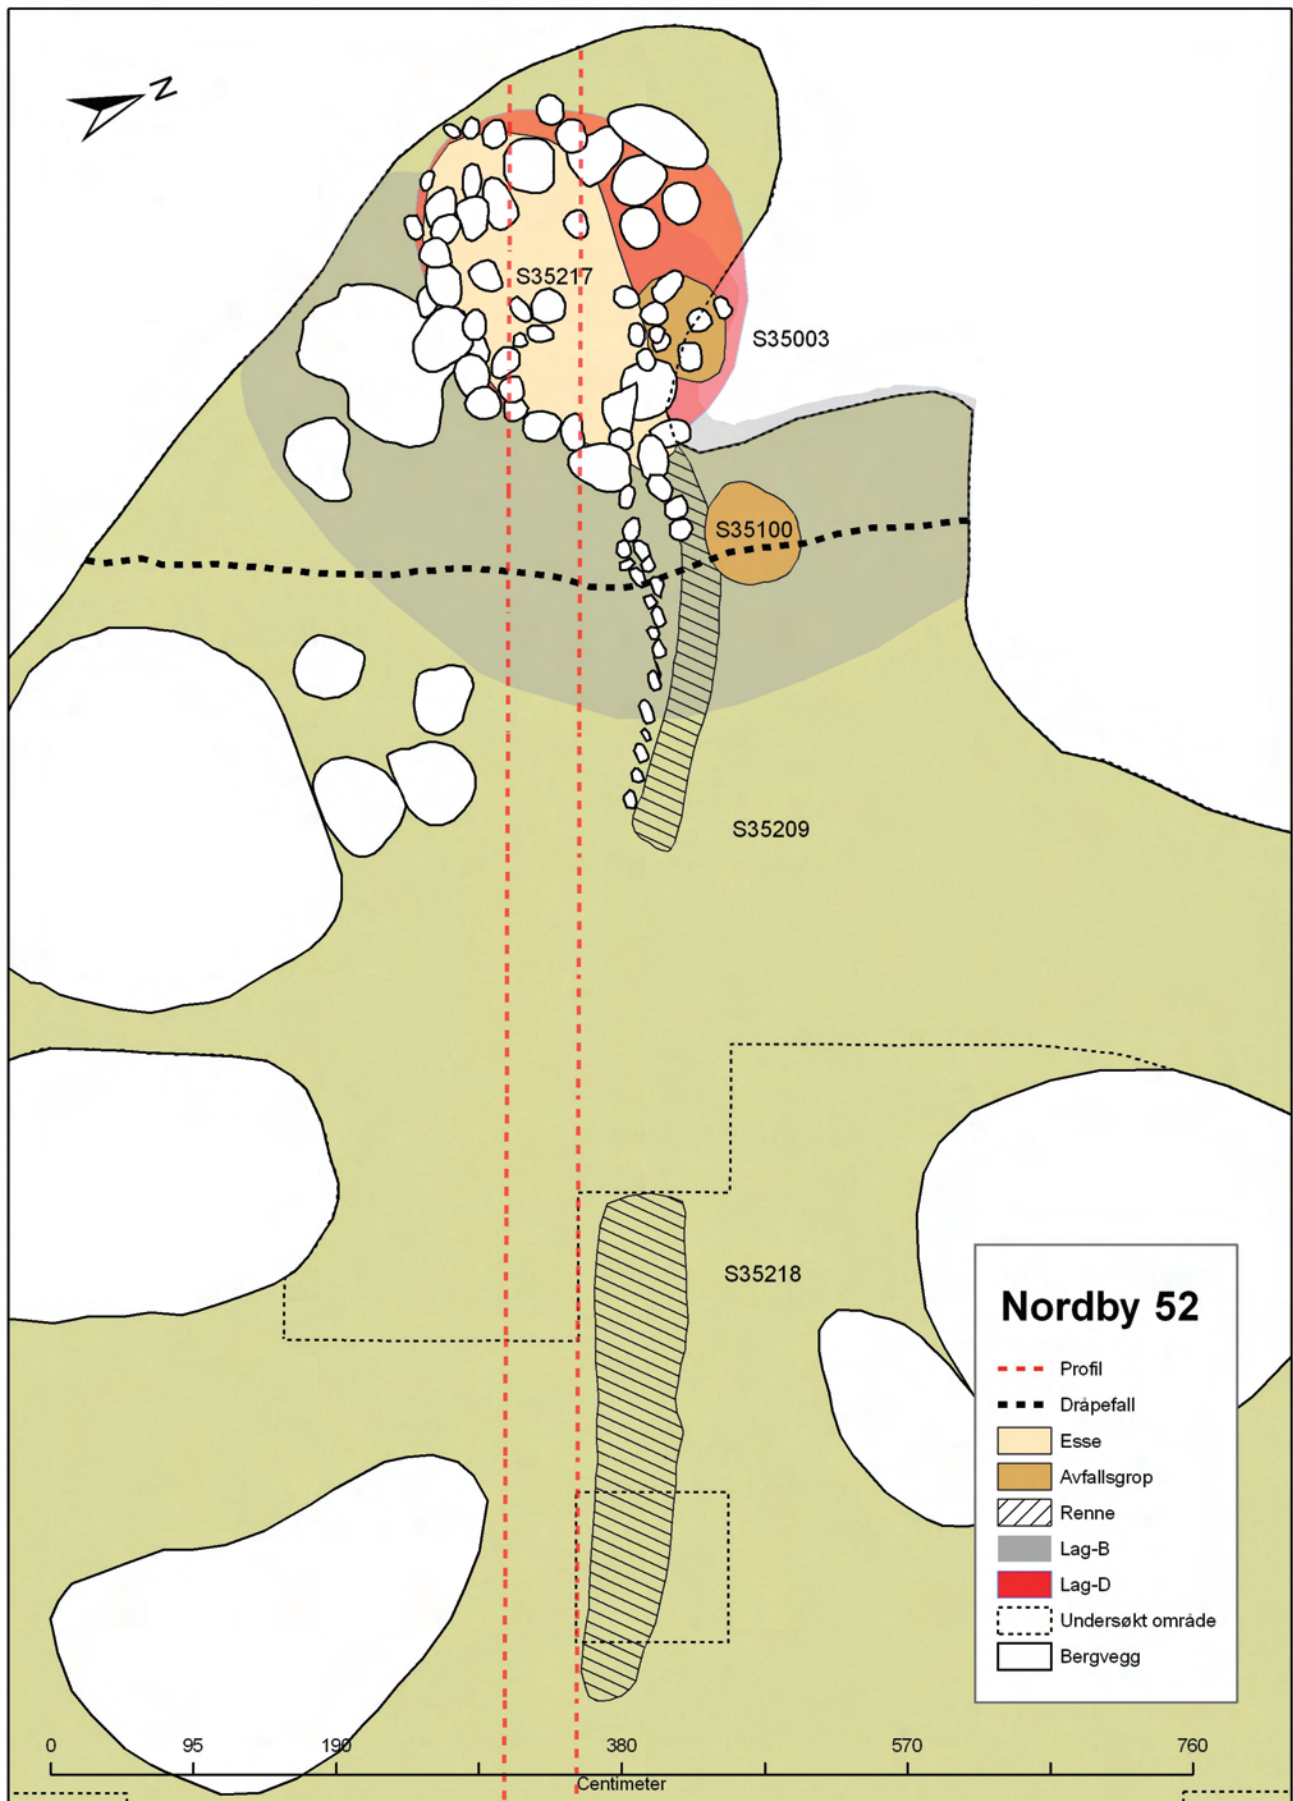 N
S35217
S35003
S35100
S35209
S35218
Nordby 52
Profil
Dråpefall
Esse
Avfallsgrop
Renne
Lag-B
Lag-D
Undersøkt område
Bergvegg
0 95 190 380 570 760
Centimeter